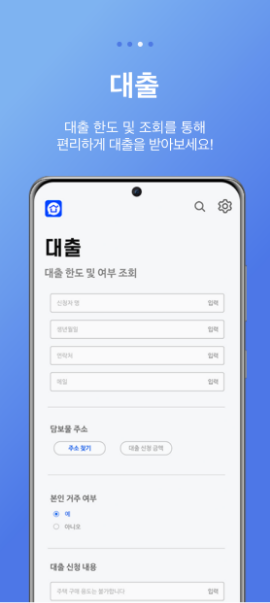 대출
대출 한도 및 조회를 통해
편리하게 대출을 받아보세요!
대출
대출 한도 및 여부 조회
신청자 명 입력
생년월일 입력
연락처 입력
메일 입력
담보물 주소
주소 찾기 대출 신청 금액
본인 거주 여부
예
아니오
대출 신청 내용
주택 구매 용도는 불가합니다 입력